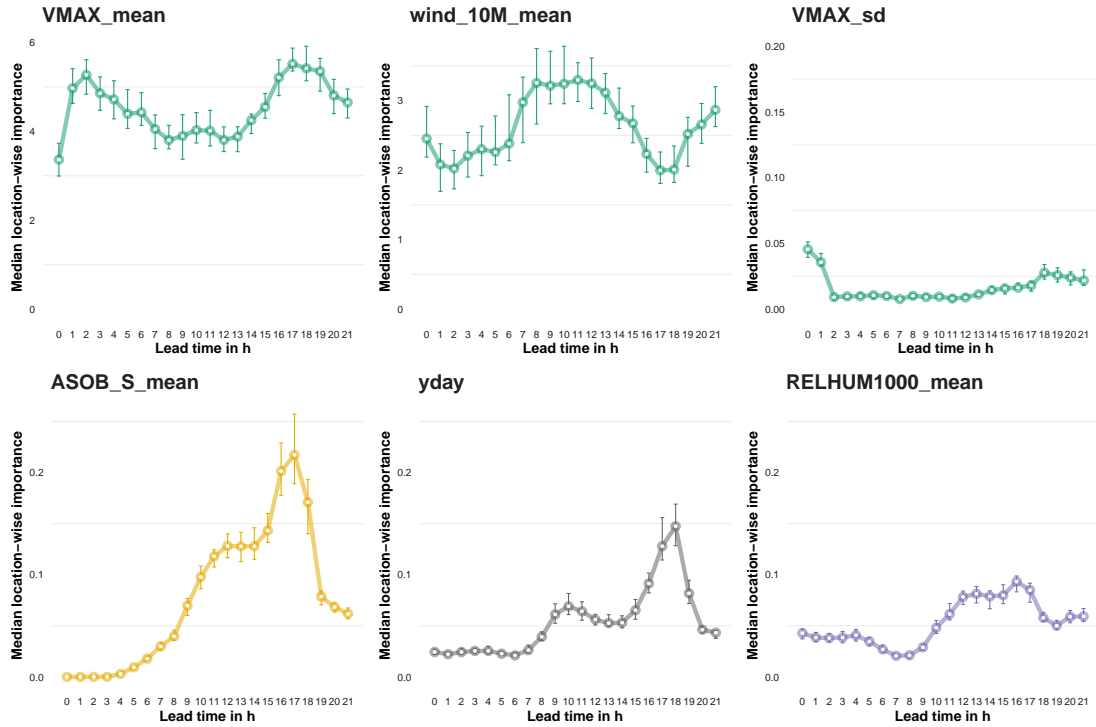 VMAX_mean
Median location−wise importance
6
4
2
0
0 1 2 3 4 5 6 7 8 9 10 11 12 13 14 15 16 17 18 19 20 21
Lead time in h
wind_10M_mean
Median location−wise importance
3
2
1
0
0 1 2 3 4 5 6 7 8 9 10 11 12 13 14 15 16 17 18 19 20 21
Lead time in h
VMAX_sd
Median location−wise importance
0.20
0.15
0.10
0.05
0.00
0 1 2 3 4 5 6 7 8 9 10 11 12 13 14 15 16 17 18 19 20 21
Lead time in h
ASOB_S_mean
Median location−wise importance
0.2
0.1
0.0
0 1 2 3 4 5 6 7 8 9 10 11 12 13 14 15 16 17 18 19 20 21
Lead time in h
yday
Median location−wise importance
0.2
0.1
0.0
0 1 2 3 4 5 6 7 8 9 10 11 12 13 14 15 16 17 18 19 20 21
Lead time in h
RELHUM1000_mean
Median location−wise importance
0.2
0.1
0.0
0 1 2 3 4 5 6 7 8 9 10 11 12 13 14 15 16 17 18 19 20 21
Lead time in h